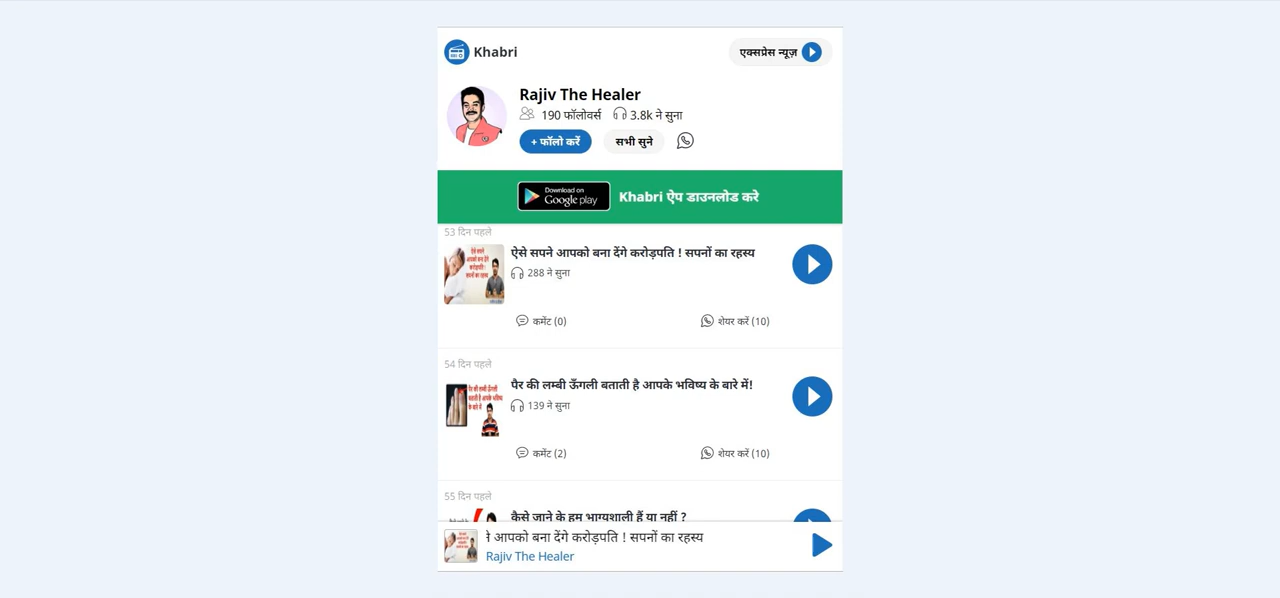 Khabri
एक्सप्रेस न्यूज़
Rajiv The Healer
190 फॉलोवर्स 3.8k ने सुना
+ फॉलो करें सभी सुने
Download on
Google play
Khabri ऐप डाउनलोड करे
53 दिन पहले
ऐसे सपने आपको बना देंगे करोड़पति ! सपनों का रहस्य
288 ने सुना
कमेंट (0) शेयर करें (10)
54 दिन पहले
पैर की लम्बी ऊँगली बताती है आपके भविष्य के बारे में!
139 ने सुना
कमेंट (2) शेयर करें (10)
55 दिन पहले
कैसे जाने के हम भाग्यशाली हैं या नहीं ?
आपको बना देंगे करोड़पति ! सपनों का रहस्य
Rajiv The Healer